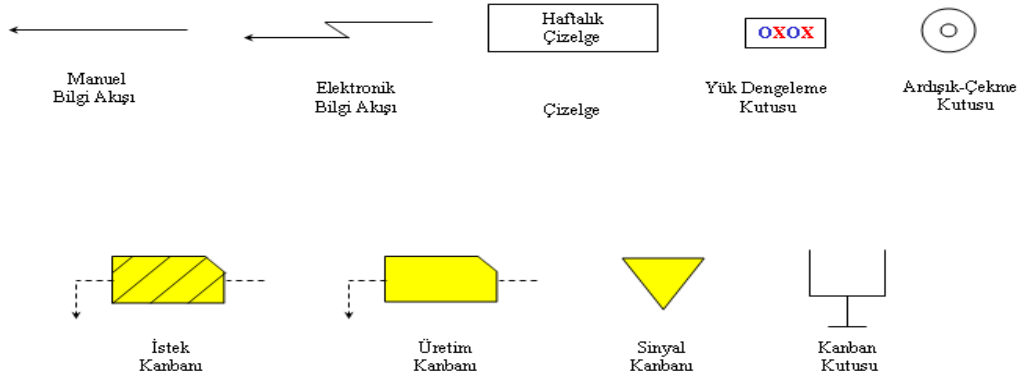 Haftalık
Çizelge
OXOX
Manuel
Bilgi Akışı
Elektronik
Bilgi Akışı
Çizelge
Yük Dengeleme
Kutusu
Ardışık-Çekme
Kutusu
İstek
Kanbanı
Üretim
Kanbanı
Sinyal
Kanbanı
Kanban
Kutusu